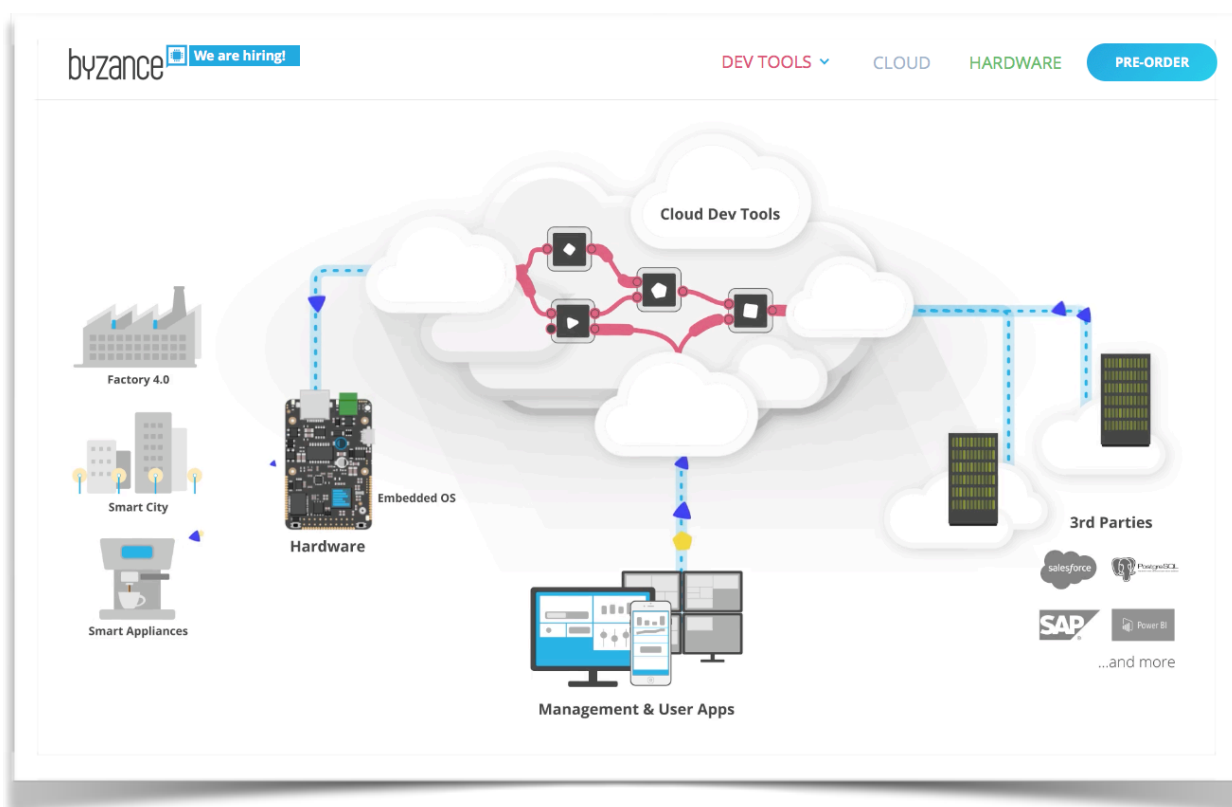 byzance
We are hiring!
DEV TOOLS
CLOUD
HARDWARE
PRE-ORDER
Cloud Dev Tools
Factory 4.0
Smart City
Smart Appliances
Embedded OS
Hardware
Management & User Apps
3rd Parties
salesforce
PostgreSQL
SAP
Power BI
...and more